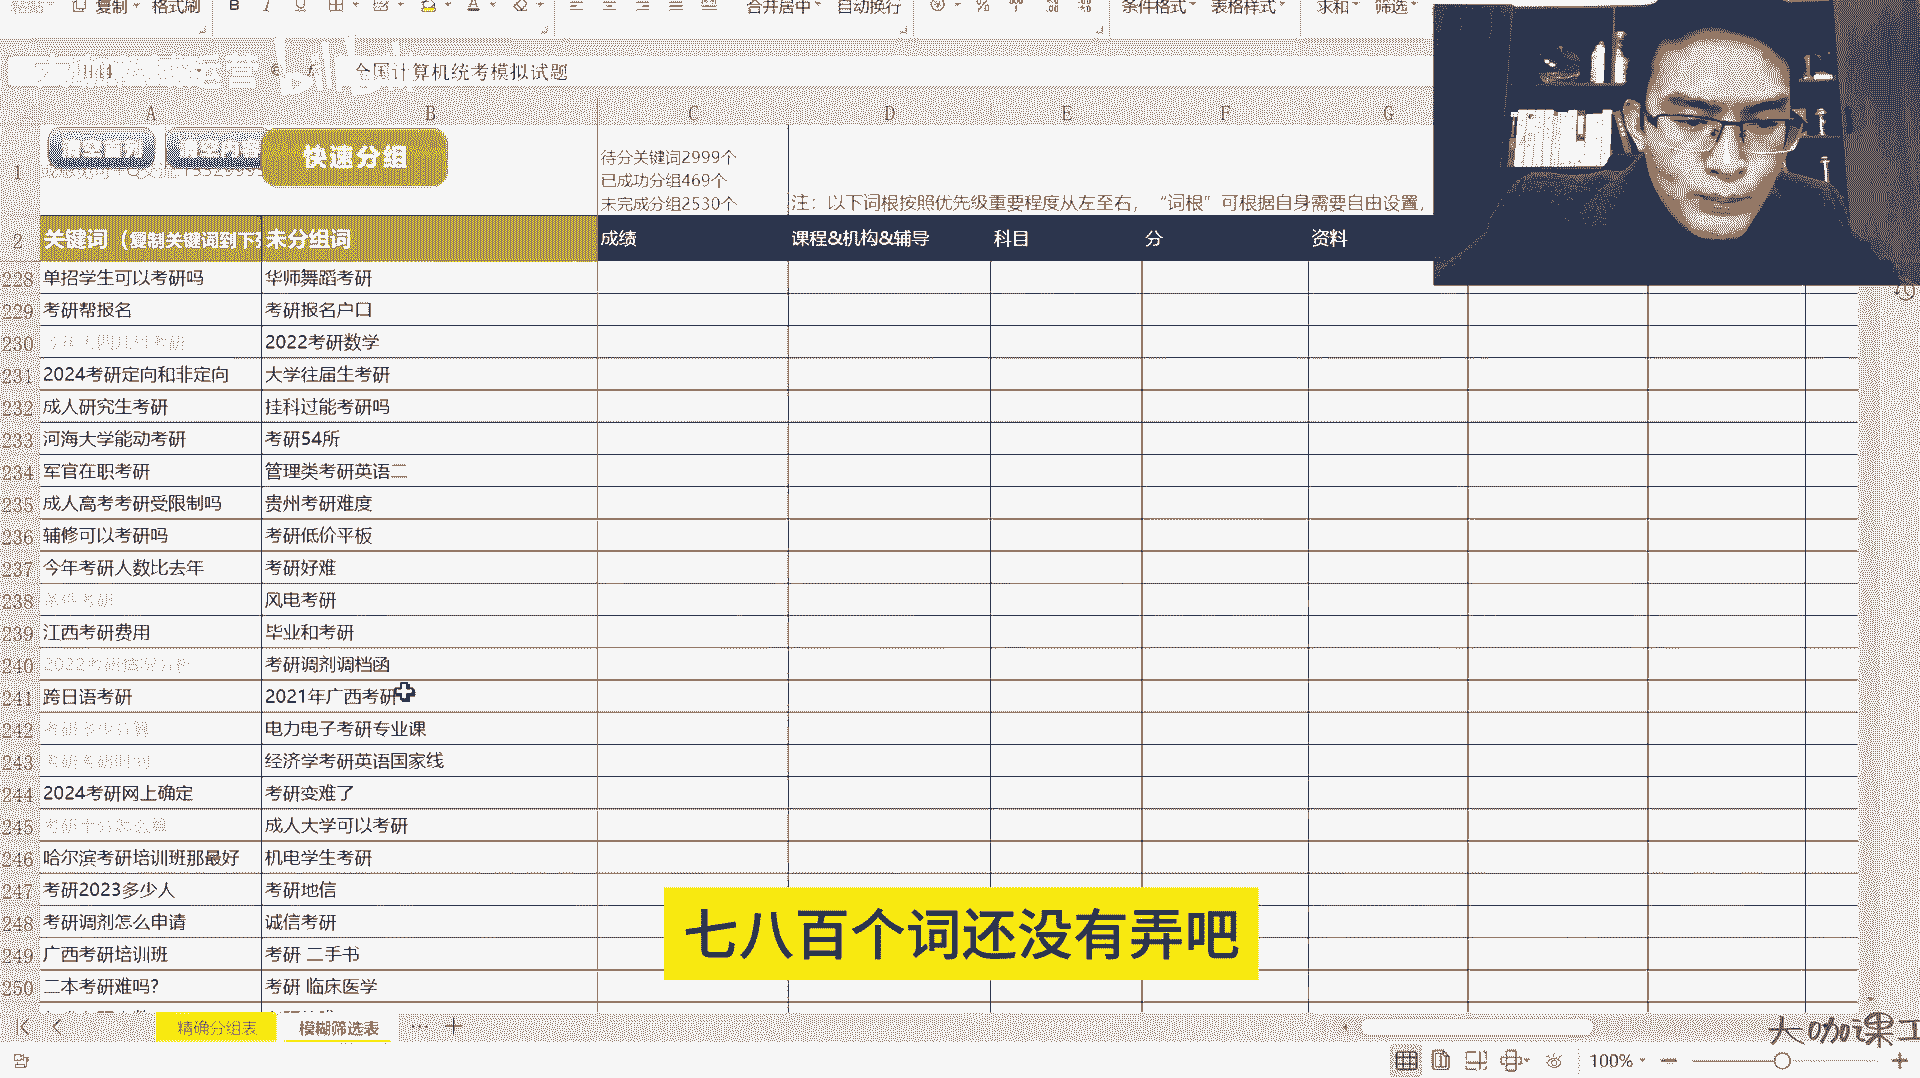 复制 格式刷 B I U 合并居中 自动换行 % 条件格式 表格样式 求和 筛选
全国计算机统考模拟试题
A B C D E F G
1 清空首列 清空内容 快速分组
待分关键词2999个
已成功分组469个
未完成分组2530个
注：以下词根按照优先级重要程度从左至右，“词根”可根据自身需要自由设置，
2 关键词（复制关键词到下 未分组词 成绩 课程&机构&辅导 科目 分 资料
228 单招学生可以考研吗 华师舞蹈考研
229 考研帮报名 考研报名户口
230 2022考研数学
231 2024考研定向和非定向 大学往届生考研
232 成人研究生考研 挂科过能考研吗
233 河海大学能动考研 考研54所
234 军官在职考研 管理类考研英语二
235 成人高考考研受限制吗 贵州考研难度
236 辅修可以考研吗 考研低价平板
237 今年考研人数比去年 考研好难
238 风电考研
239 江西考研费用 毕业和考研
240 考研调剂调档函
241 跨日语考研 2021年广西考研
242 电力电子考研专业课
243 经济学考研英语国家线
244 2024考研网上确定 考研变难了
245 成人大学可以考研
246 哈尔滨考研培训班那最好 机电学生考研
247 考研2023多少人 考研地信
248 考研调剂怎么申请 诚信考研
249 广西考研培训班 考研 二手书
250 二本考研难吗? 考研 临床医学
七八百个词还没有弄吧
精确分组表 模糊筛选表
大咖课工
100%